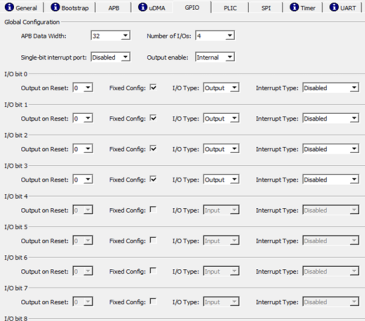 General Bootstrap APB uDMA GPIO PLIC SPI Timer UART
Global Configuration
APB Data Width: 32 Number of I/Os: 4
Single-bit interrupt port: Disabled Output enable: Internal
I/O bit 0
Output on Reset: 0 Fixed Config: I/O Type: Output Interrupt Type: Disabled
I/O bit 1
Output on Reset: 0 Fixed Config: I/O Type: Output Interrupt Type: Disabled
I/O bit 2
Output on Reset: 0 Fixed Config: I/O Type: Output Interrupt Type: Disabled
I/O bit 3
Output on Reset: 0 Fixed Config: I/O Type: Output Interrupt Type: Disabled
I/O bit 4
Output on Reset: 0 Fixed Config: I/O Type: Input Interrupt Type: Disabled
I/O bit 5
Output on Reset: 0 Fixed Config: I/O Type: Input Interrupt Type: Disabled
I/O bit 6
Output on Reset: 0 Fixed Config: I/O Type: Input Interrupt Type: Disabled
I/O bit 7
Output on Reset: 0 Fixed Config: I/O Type: Input Interrupt Type: Disabled
I/O bit 8